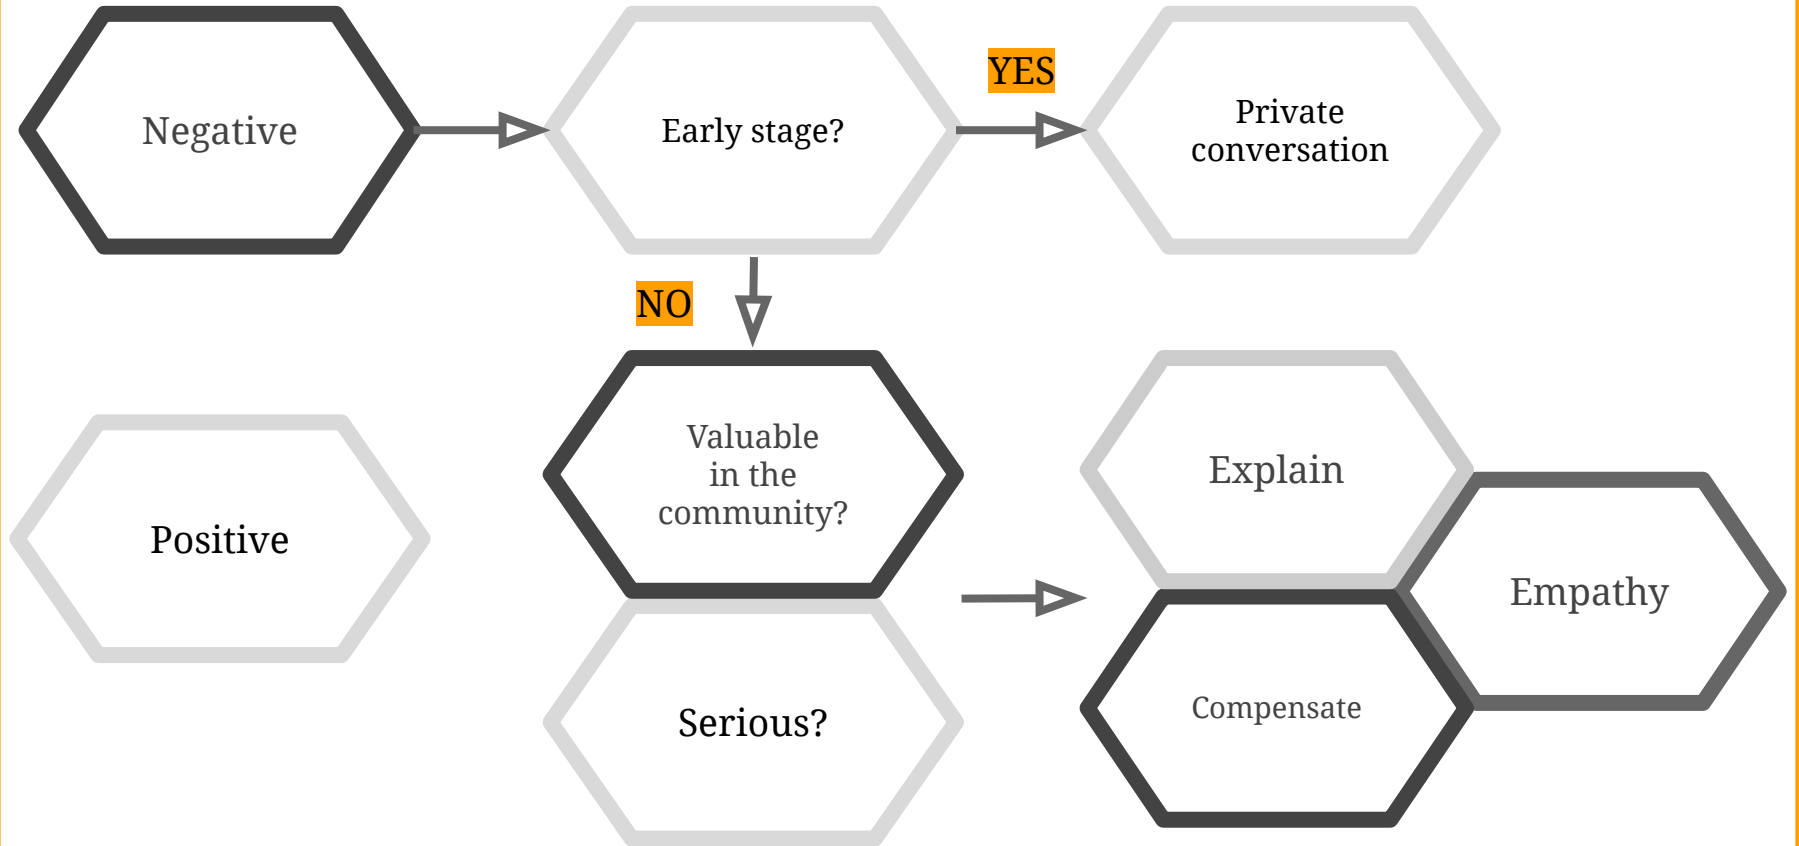 Negative
Early stage?
YES
Private
conversation
NO
Valuable
in the
community?
Explain
Positive
Empathy
Serious?
Compensate